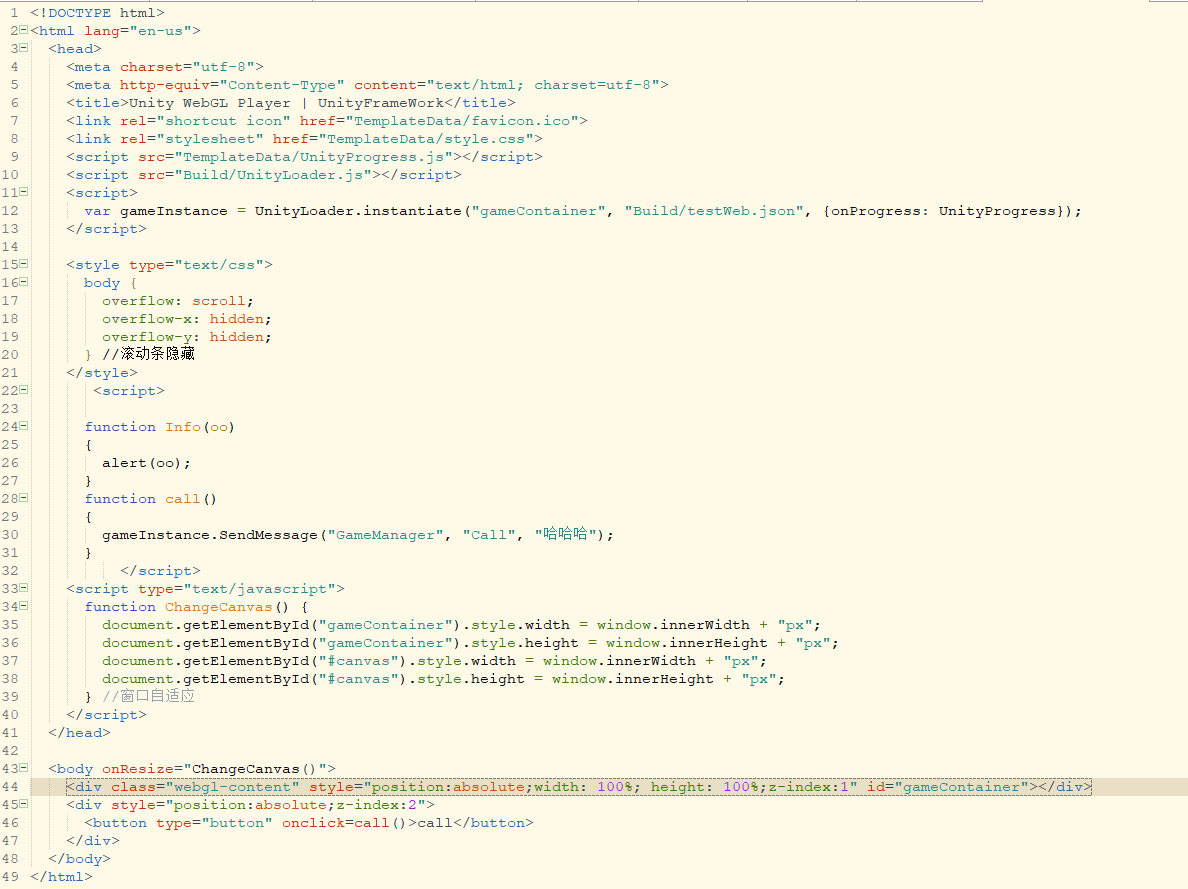 1 <!DOCTYPE html>
2 <html lang="en-us">
3 <head>
4 <meta charset="utf-8">
5 <meta http-equiv="Content-Type" content="text/html; charset=utf-8">
6 <title>Unity WebGL Player | UnityFrameWork</title>
7 <link rel="shortcut icon" href="TemplateData/favicon.ico">
8 <link rel="stylesheet" href="TemplateData/style.css">
9 <script src="TemplateData/UnityProgress.js"></script>
10 <script src="Build/UnityLoader.js"></script>
11 <script>
12 var gameInstance = UnityLoader.instantiate("gameContainer", "Build/testWeb.json", {onProgress: UnityProgress});
13 </script>
14
15 <style type="text/css">
16 body {
17 overflow: scroll;
18 overflow-x: hidden;
19 overflow-y: hidden;
20 } //滚动条隐藏
21 </style>
22 <script>
23
24 function Info(oo)
25 {
26 alert(oo);
27 }
28 function call()
29 {
30 gameInstance.SendMessage("GameManager", "Call", "哈哈哈");
31 }
32 </script>
33 <script type="text/javascript">
34 function ChangeCanvas() {
35 document.getElementById("gameContainer").style.width = window.innerWidth + "px";
36 document.getElementById("gameContainer").style.height = window.innerHeight + "px";
37 document.getElementById("#canvas").style.width = window.innerWidth + "px";
38 document.getElementById("#canvas").style.height = window.innerHeight + "px";
39 } //窗口自适应
40 </script>
41 </head>
42
43 <body onResize="ChangeCanvas()">
44 <div class="webgl-content" style="position:absolute;width: 100%; height: 100%;z-index:1" id="gameContainer"></div>
45 <div style="position:absolute;z-index:2">
46 <button type="button" onclick=call()>call</button>
47 </div>
48 </body>
49 </html>